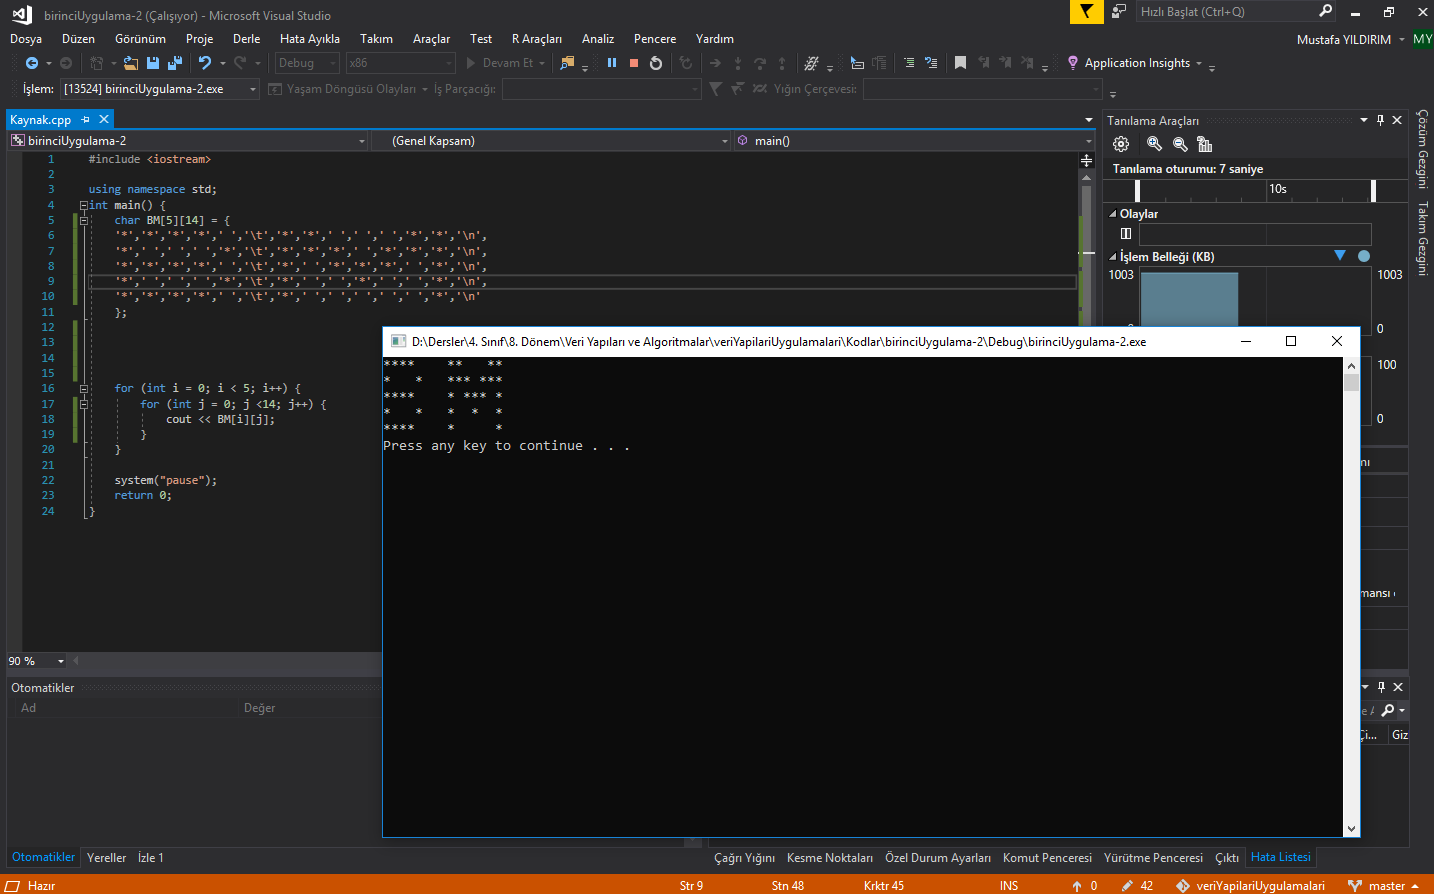 birinciUygulama-2 (Çalışıyor) - Microsoft Visual Studio
Hızlı Başlat (Ctrl+Q)
Dosya Düzen Görünüm Proje Derle Hata Ayıkla Takım Araçlar Test R Araçları Analiz Pencere Yardım
Mustafa YILDIRIM MY
Debug x86 Devam Et Application Insights
İşlem: [13524] birinciUygulama-2.exe Yaşam Döngüsü Olayları İş Parçacığı: Yığın Çerçevesi:
Kaynak.cpp
birinciUygulama-2 (Genel Kapsam) main()
1 #include <iostream>
2
3 using namespace std;
4 int main() {
5 char BM[5][14] = {
6 '*','*','*','*',' ','\t','*','*',' ',' ',' ','*','*','\n',
7 '*',' ',' ',' ','*','\t','*','*','*',' ','*','*','*','\n',
8 '*','*','*','*',' ','\t','*',' ','*','*','*',' ','*','\n',
9 '*',' ',' ',' ','*','\t','*',' ',' ','*',' ',' ','*','\n',
10 '*','*','*','*',' ','\t','*',' ',' ',' ',' ',' ','*','\n'
11 };
12
13
14
15
16 for (int i = 0; i < 5; i++) {
17 for (int j = 0; j <14; j++) {
18 cout << BM[i][j];
19 }
20 }
21
22 system("pause");
23 return 0;
24 }
90 %
Tanılama Araçları
Tanılama oturumu: 7 saniye
10s
Olaylar
İşlem Belleği (KB)
1003 1003
0
100
0
Çözüm Gezgini
Takım Gezgini
D:\Dersler\4. Sınıf\8. Dönem\Veri Yapıları ve Algoritmalar\veriYapilariUygulamalari\Kodlar\birinciUygulama-2\Debug\birinciUygulama-2.exe
****    **   **
*   *   *** ***
****    * *** *
*   *   *  *  *
****    *     *
Press any key to continue . . .
Otomatikler
Ad Değer
Giz
Otomatikler Yereller İzle 1
Çağrı Yığını Kesme Noktaları Özel Durum Ayarları Komut Penceresi Yürütme Penceresi Çıktı Hata Listesi
Hazır Str 9 Stn 48 Krktr 45 INS 0 42 veriYapilariUygulamalari master